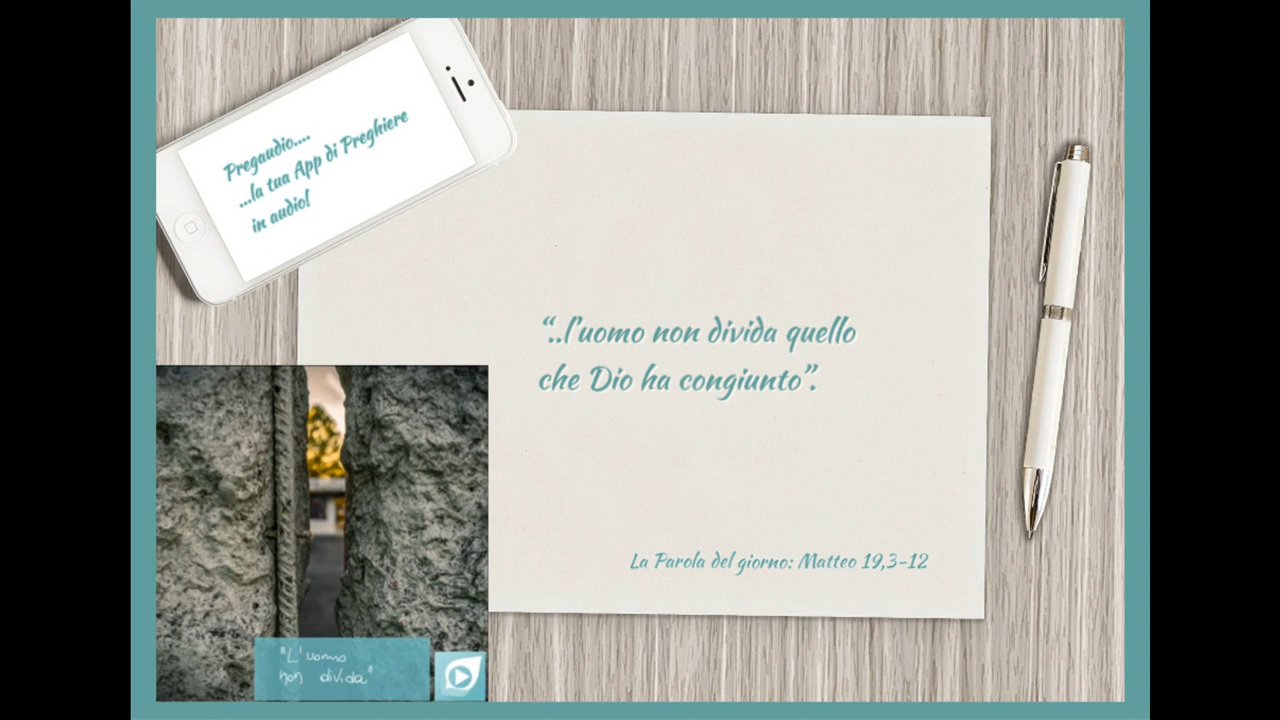 Pregaudio....
...la tua App di Preghiere
in audio!
“..l’uomo non divida quello
che Dio ha congiunto”.
La Parola del giorno: Matteo 19,3-12
"L'uomo
non divida"